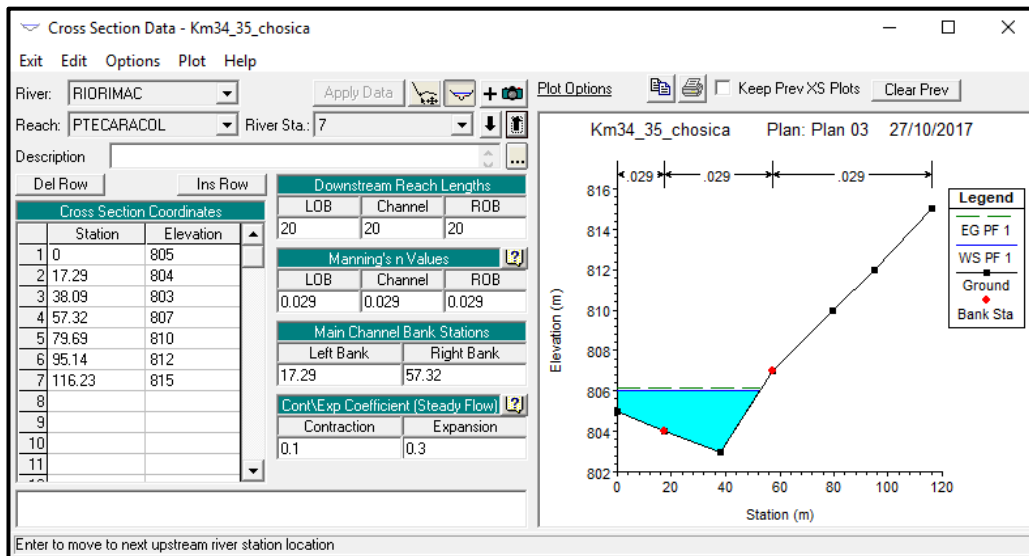 Cross Section Data - Km34_35_chosica
Exit Edit Options Plot Help
River: RIORIMAC
Apply Data
Plot Options
Keep Prev XS Plots
Clear Prev
Reach: PTECARACOL
River Sta.: 7
Description
...
Del Row
Ins Row
Cross Section Coordinates
Station Elevation
1 0 805
2 17.29 804
3 38.09 803
4 57.32 807
5 79.69 810
6 95.14 812
7 116.23 815
8
9
10
11
Downstream Reach Lengths
LOB Channel ROB
20 20 20
Manning's n Values
LOB Channel ROB
0.029 0.029 0.029
Main Channel Bank Stations
Left Bank Right Bank
17.29 57.32
Cont\Exp Coefficient (Steady Flow)
Contraction Expansion
0.1 0.3
Enter to move to next upstream river station location
Km34_35_chosica Plan: Plan 03 27/10/2017
.029 .029 .029
816
814
812
810
808
806
804
802
Elevation (m)
0 20 40 60 80 100 120
Station (m)
Legend
EG PF 1
WS PF 1
Ground
Bank Sta